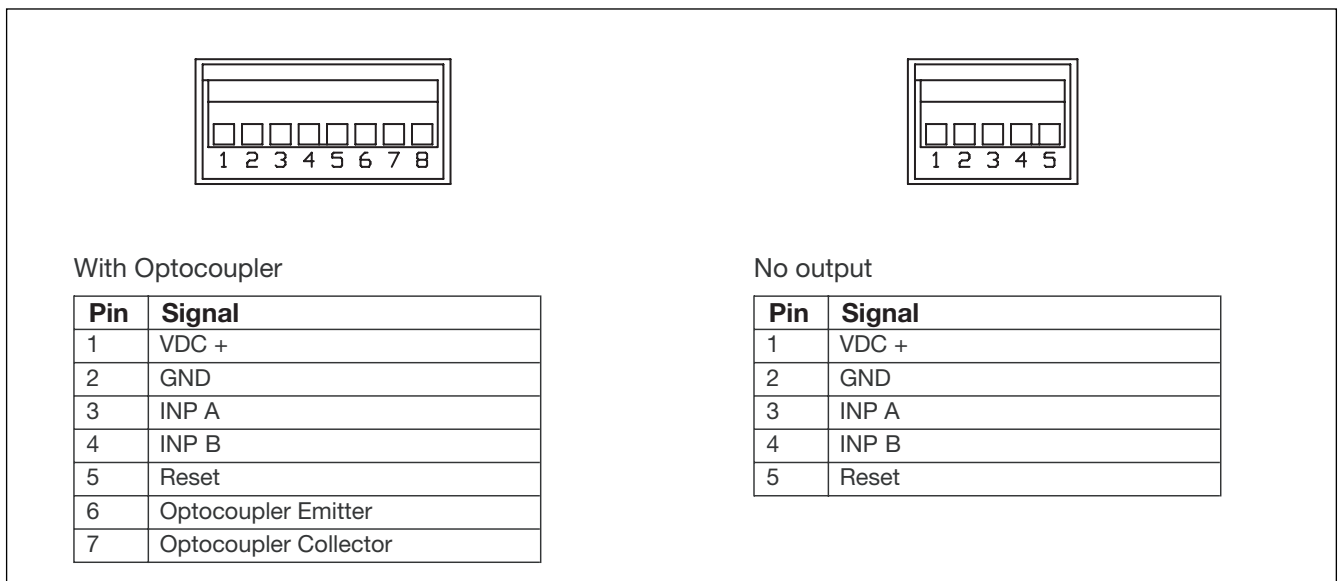 1 2 3 4 5 6 7 8
1 2 3 4 5
With Optocoupler
Pin Signal
1 VDC +
2 GND
3 INP A
4 INP B
5 Reset
6 Optocoupler Emitter
7 Optocoupler Collector
No output
Pin Signal
1 VDC +
2 GND
3 INP A
4 INP B
5 Reset